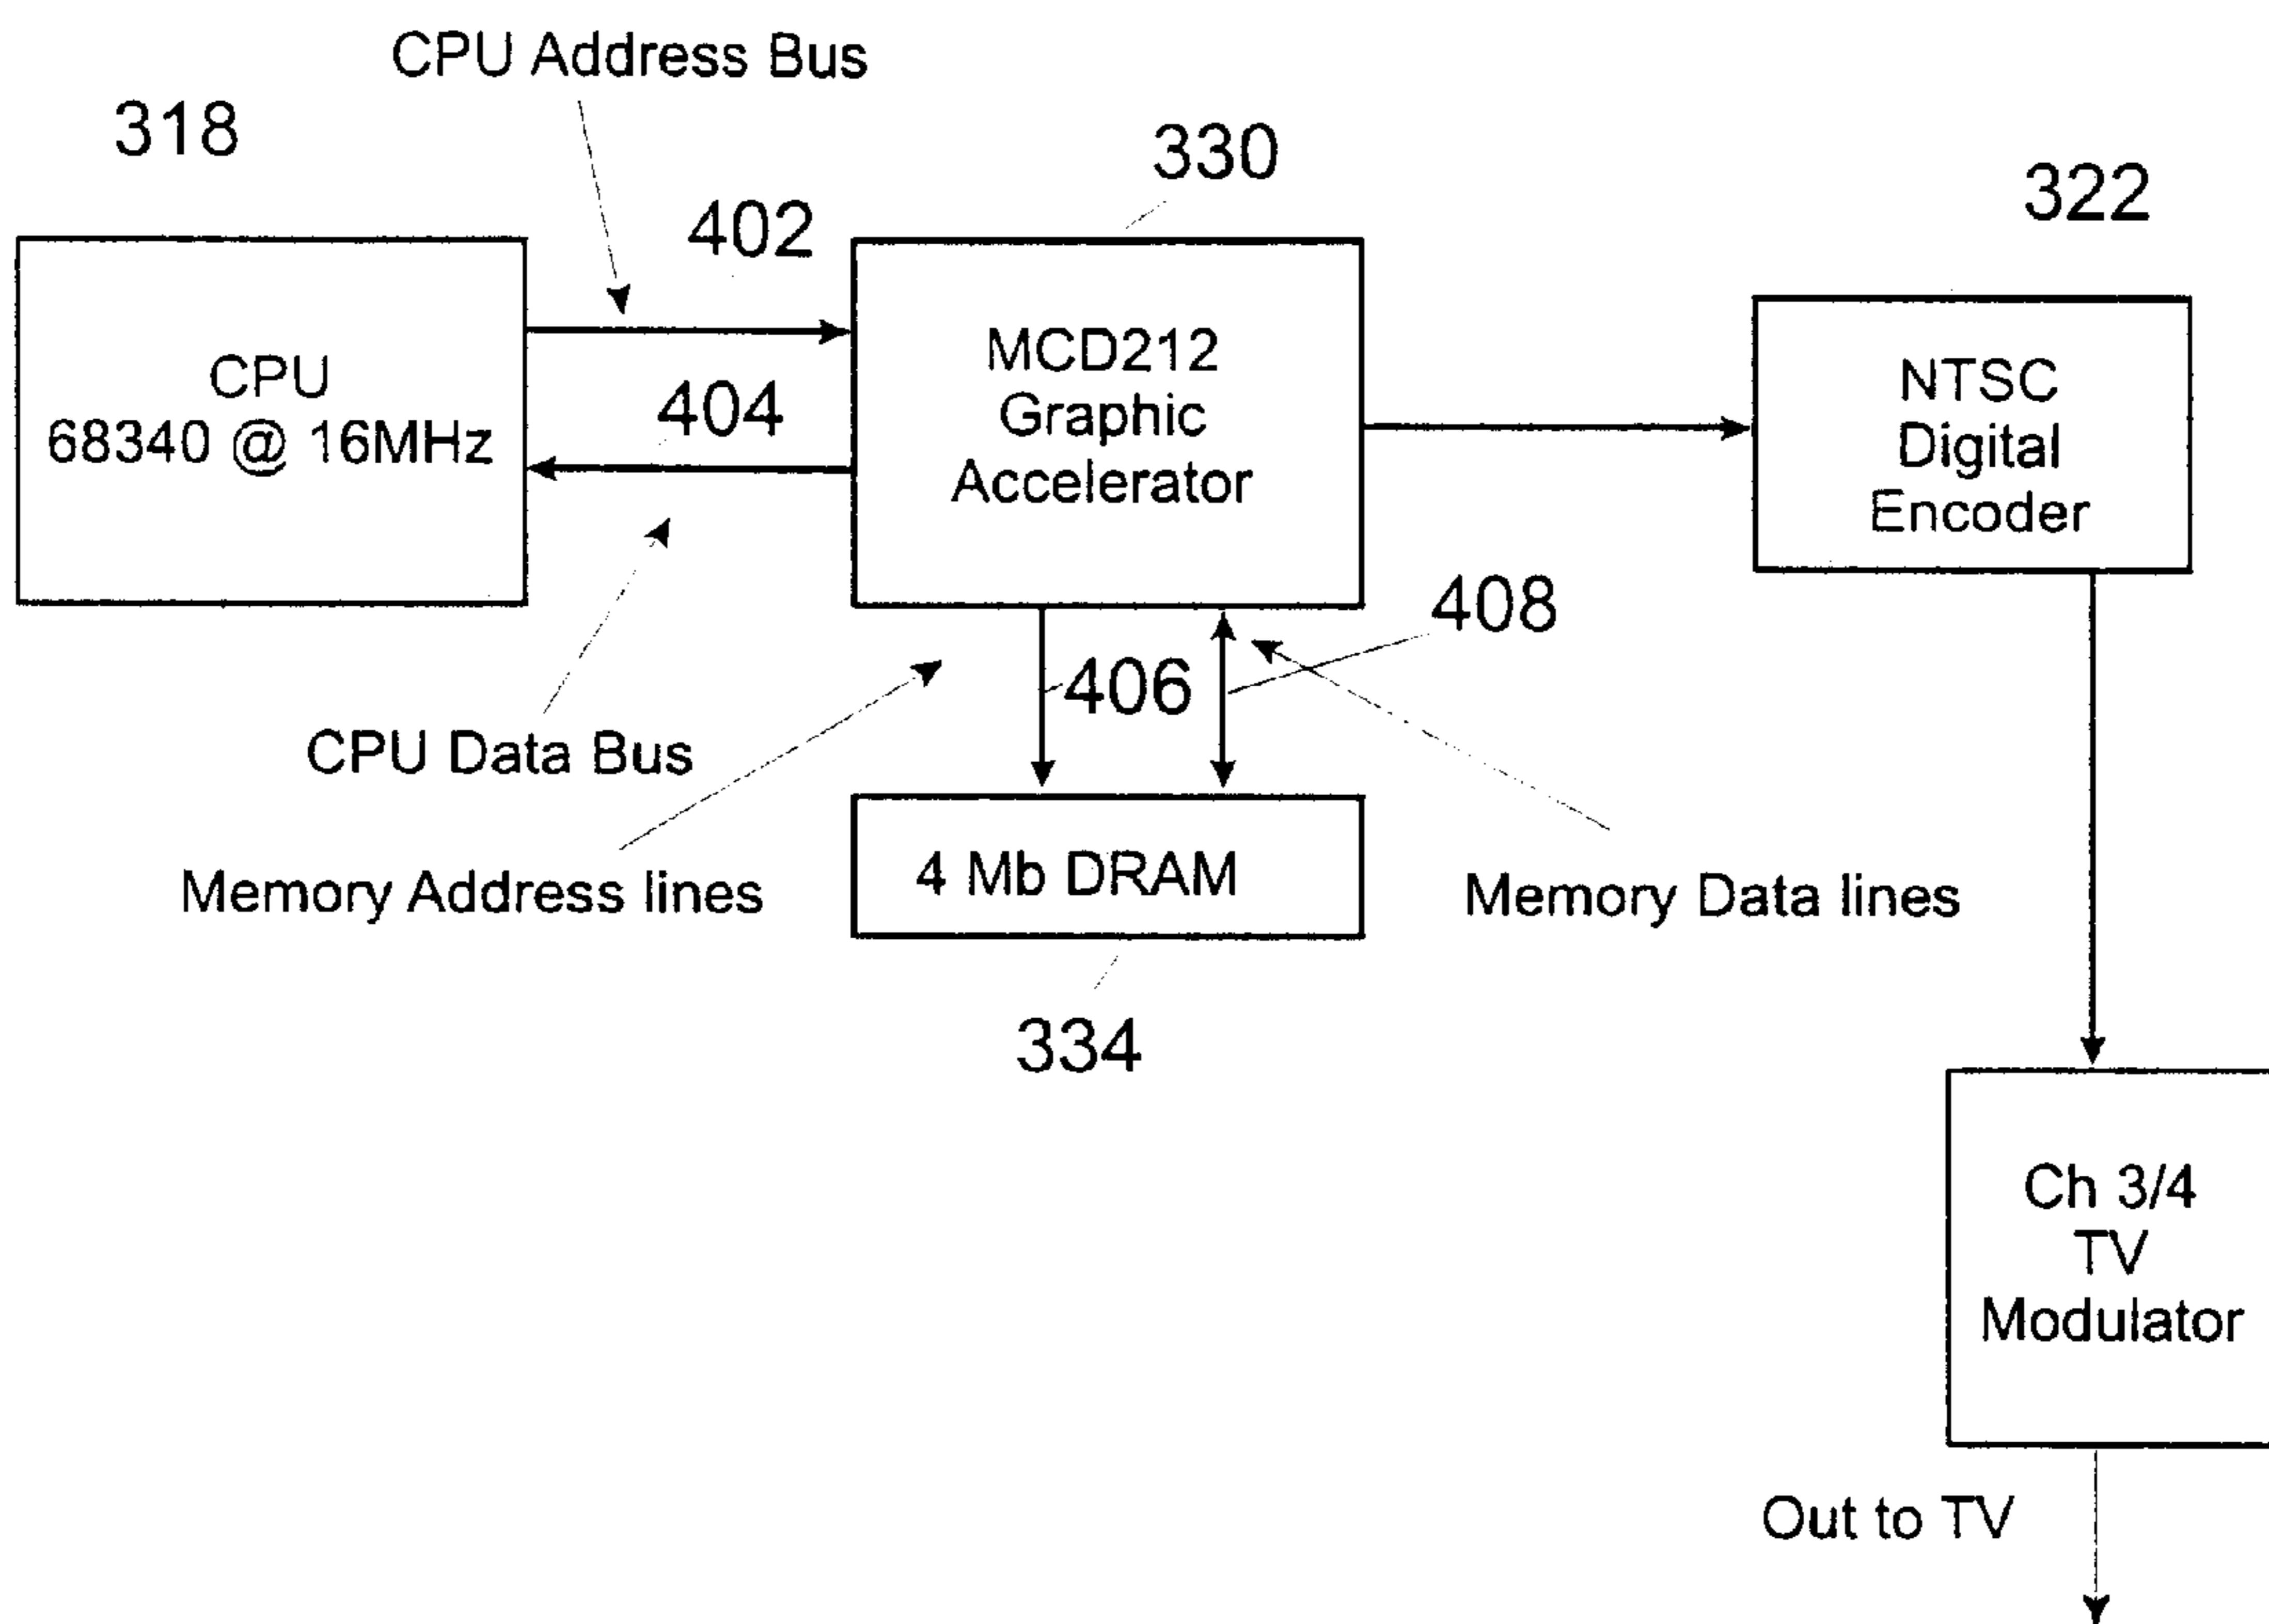 CPU Address Bus
318
330
322
402
CPU
68340 @ 16MHz
404
MCD212
Graphic
Accelerator
NTSC
Digital
Encoder
408
406
CPU Data Bus
Memory Address lines
4 Mb DRAM
Memory Data lines
334
Ch 3/4
TV
Modulator
Out to TV